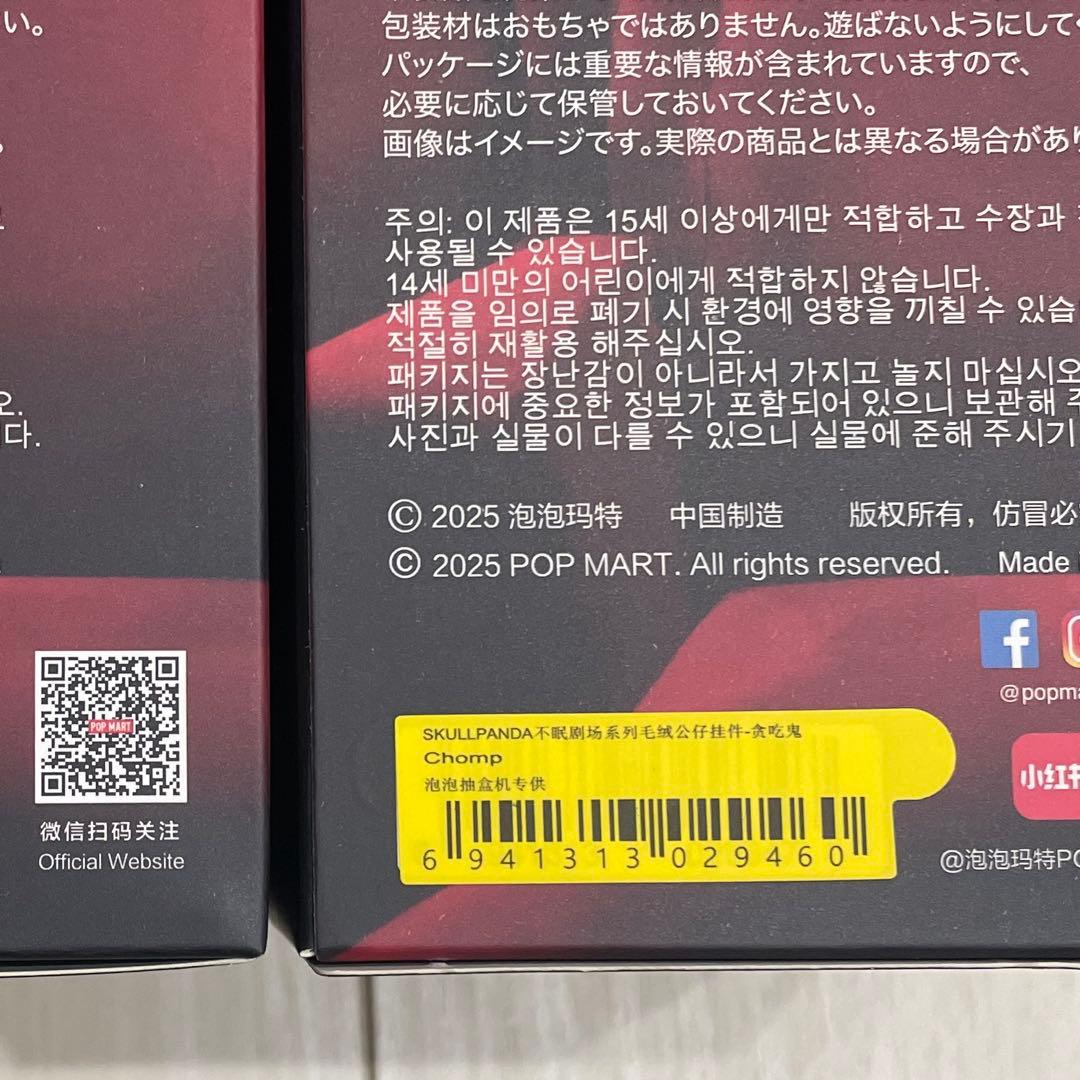 い。
包装材はおもちゃではありません。遊ばないようにして
パッケージには重要な情報が含まれていますので、
必要に応じて保管しておいてください。
画像はイメージです。実際の商品とは異なる場合があり
주의: 이 제품은 15세 이상에게만 적합하고 수장과
사용될 수 있습니다.
14세 미만의 어린이에게 적합하지 않습니다.
제품을 임의로 폐기 시 환경에 영향을 끼칠 수 있습
적절히 재활용 해주십시오.
패키지는 장난감이 아니라서 가지고 놀지 마십시오
패키지에 중요한 정보가 포함되어 있으니 보관해 주
사진과 실물이 다를 수 있으니 실물에 준해 주시기
오.
다.
© 2025 泡泡玛特 中国制造 版权所有，仿冒必
© 2025 POP MART. All rights reserved. Made
@popma
POP MART
微信扫码关注
Official Website
SKULLPANDA不眠剧场系列毛绒公仔挂件-贪吃鬼
Chomp
泡泡抽盒机专供
6 941313 029460
小红书
@泡泡玛特PO